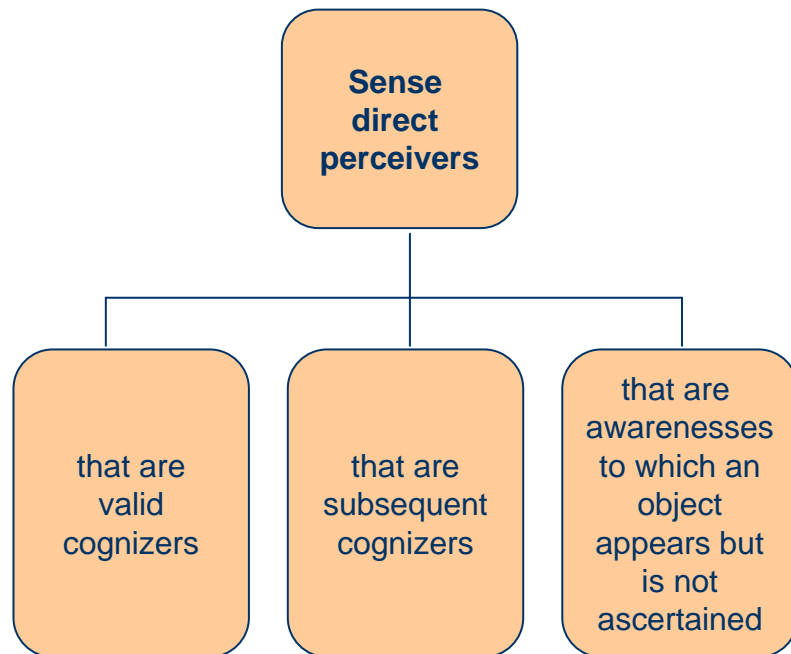 Sense
direct
perceivers
that are
valid
cognizers
that are
subsequent
cognizers
that are
awarenesses
to which an
object
appears but
is not
ascertained